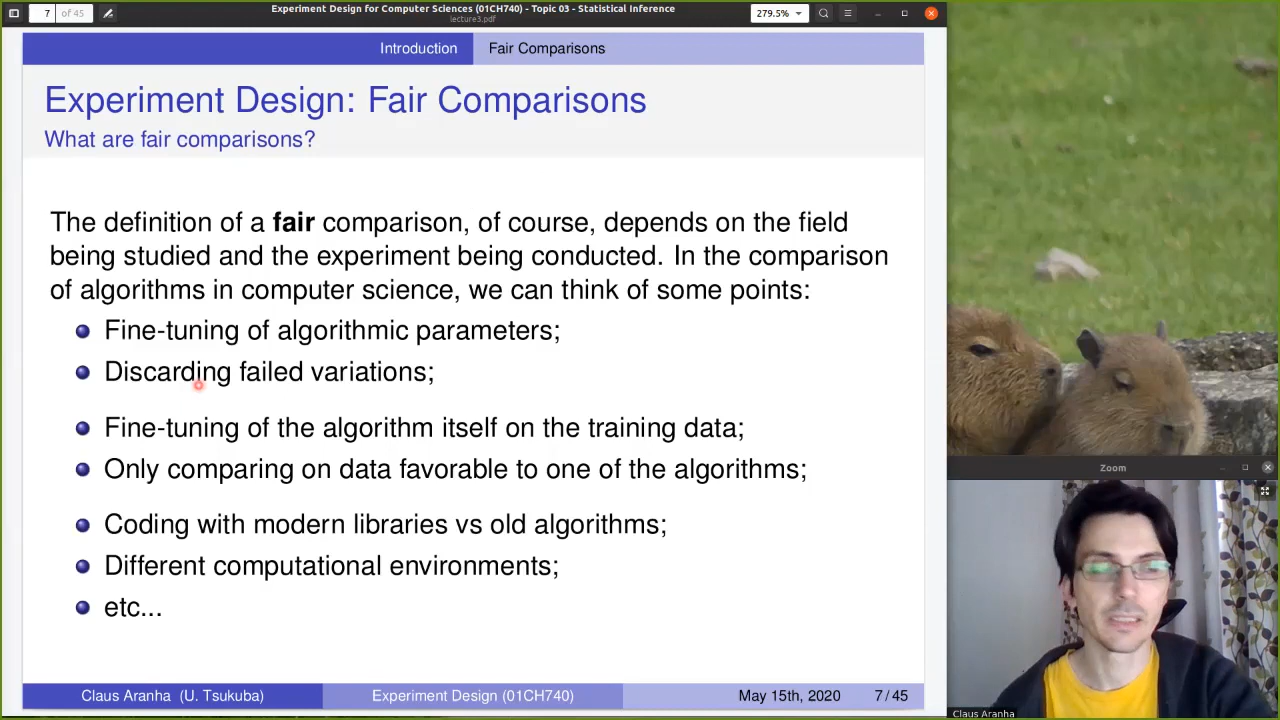 7 of 45
Experiment Design for Computer Sciences (01CH740) - Topic 03 - Statistical Inference
lecture3.pdf
279.5%
Introduction
Fair Comparisons
Experiment Design: Fair Comparisons
What are fair comparisons?
The definition of a fair comparison, of course, depends on the field
being studied and the experiment being conducted. In the comparison
of algorithms in computer science, we can think of some points:
Fine-tuning of algorithmic parameters;
Discarding failed variations;
Fine-tuning of the algorithm itself on the training data;
Only comparing on data favorable to one of the algorithms;
Coding with modern libraries vs old algorithms;
Different computational environments;
etc...
Claus Aranha (U. Tsukuba)
Experiment Design (01CH740)
May 15th, 2020
7 / 45
Zoom
Claus Aranha